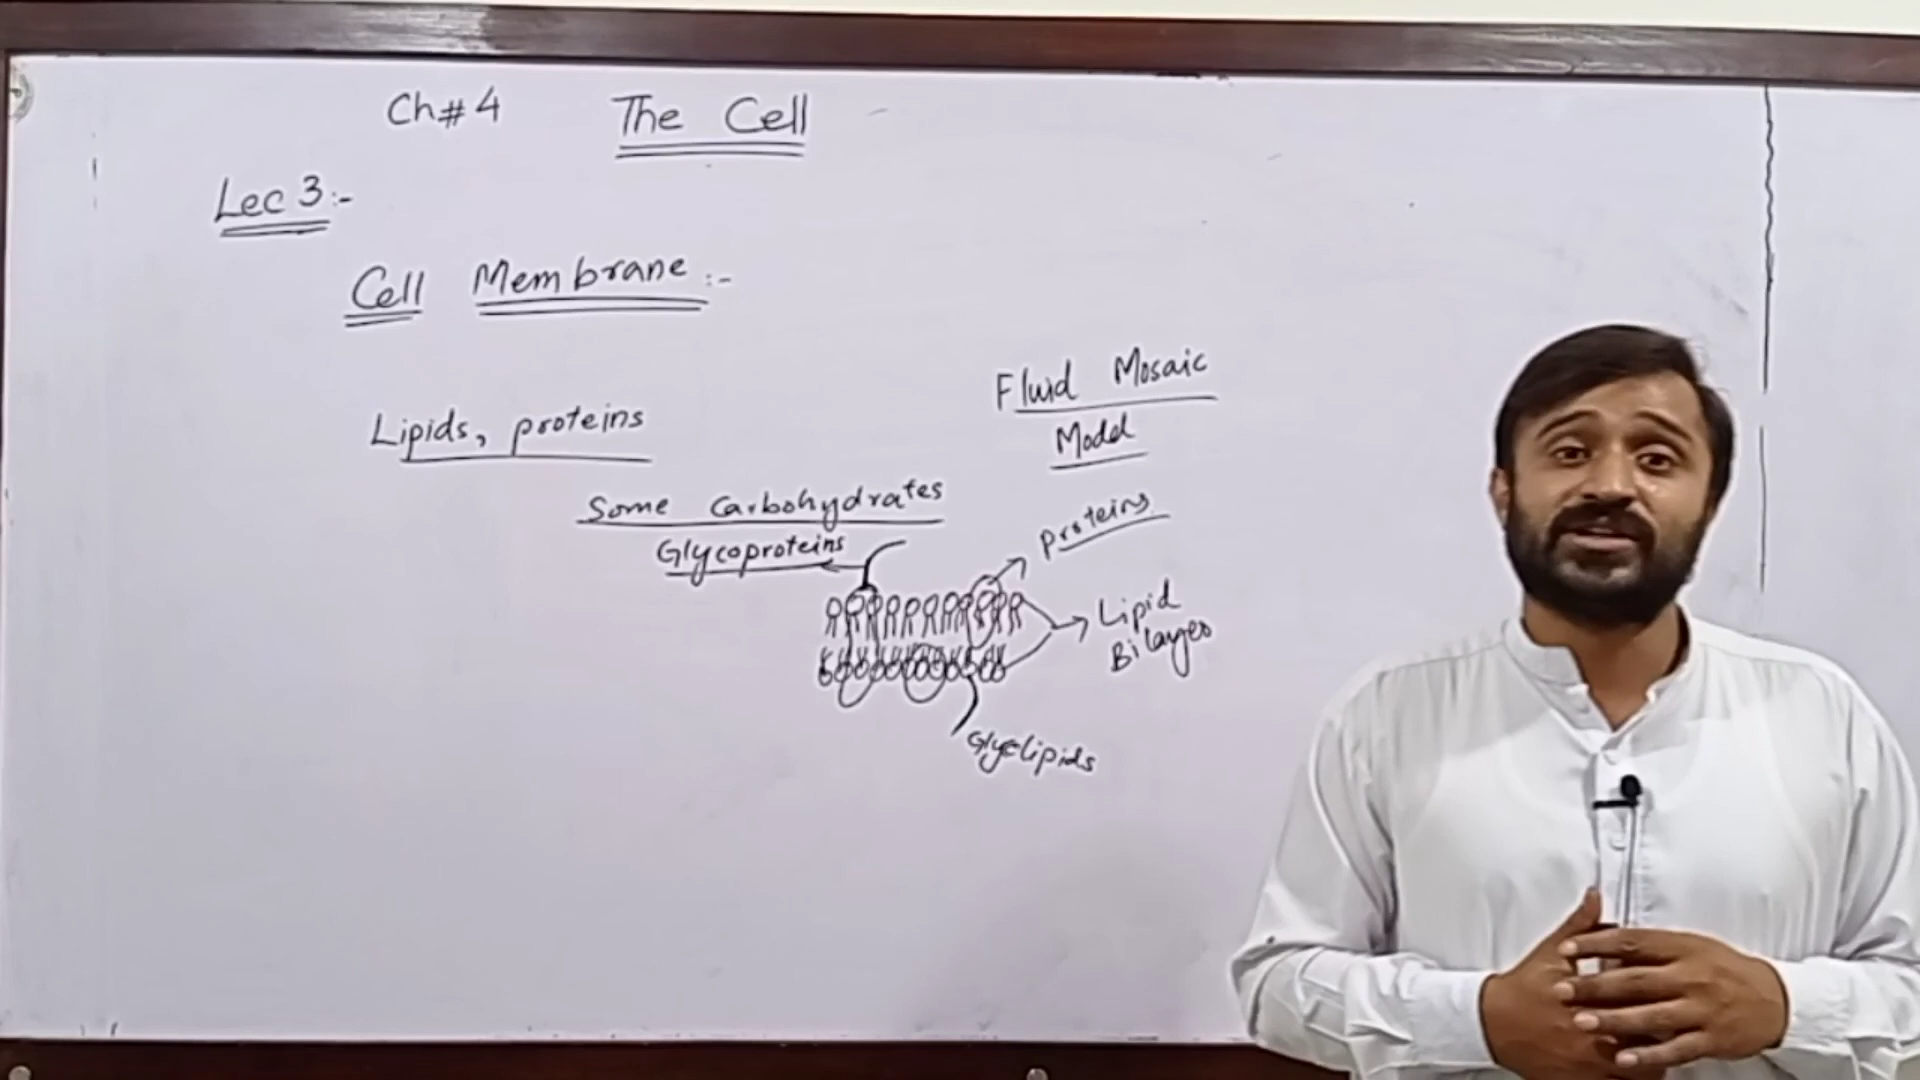 Ch#4 The Cell
Lec 3:-
Cell Membrane:-
Fluid Mosaic
Model
Lipids, proteins
Some Carbohydrates
Glycoproteins
proteins
Lipid
Bilayer
Glycolipids